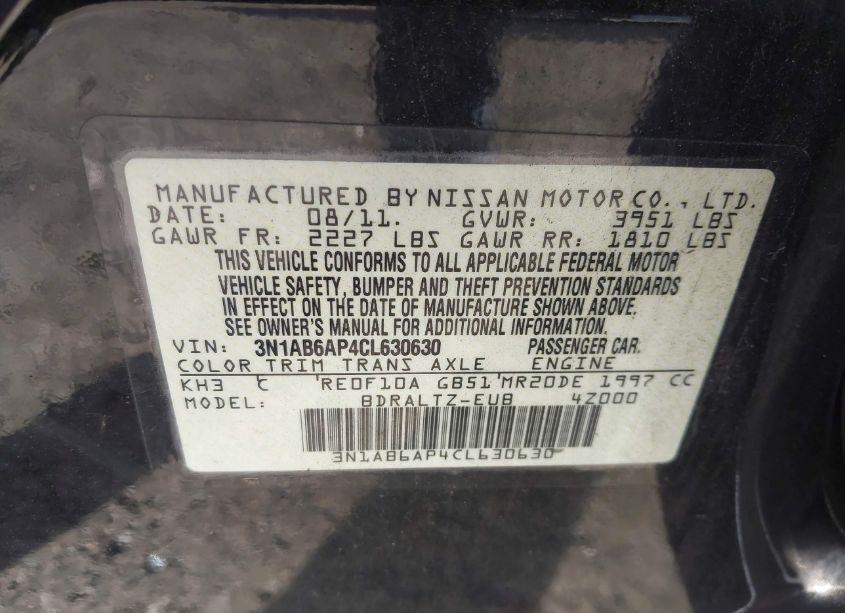 MANUFACTURED BY NISSAN MOTOR CO., LTD.
DATE: 08/11. GVWR: 3951 LBS
GAWR FR: 2227 LBS GAWR RR: 1810 LBS
THIS VEHICLE CONFORMS TO ALL APPLICABLE FEDERAL MOTOR
VEHICLE SAFETY, BUMPER AND THEFT PREVENTION STANDARDS
IN EFFECT ON THE DATE OF MANUFACTURE SHOWN ABOVE.
SEE OWNER'S MANUAL FOR ADDITIONAL INFORMATION.
VIN: 3N1AB6AP4CL630630 PASSENGER CAR.
COLOR TRIM TRANS AXLE ENGINE
KH3 C RE0F10A GB51 MR20DE 1997 CC
MODEL: BDRALTZ-EUB 4Z000
3N1AB6AP4CL630630